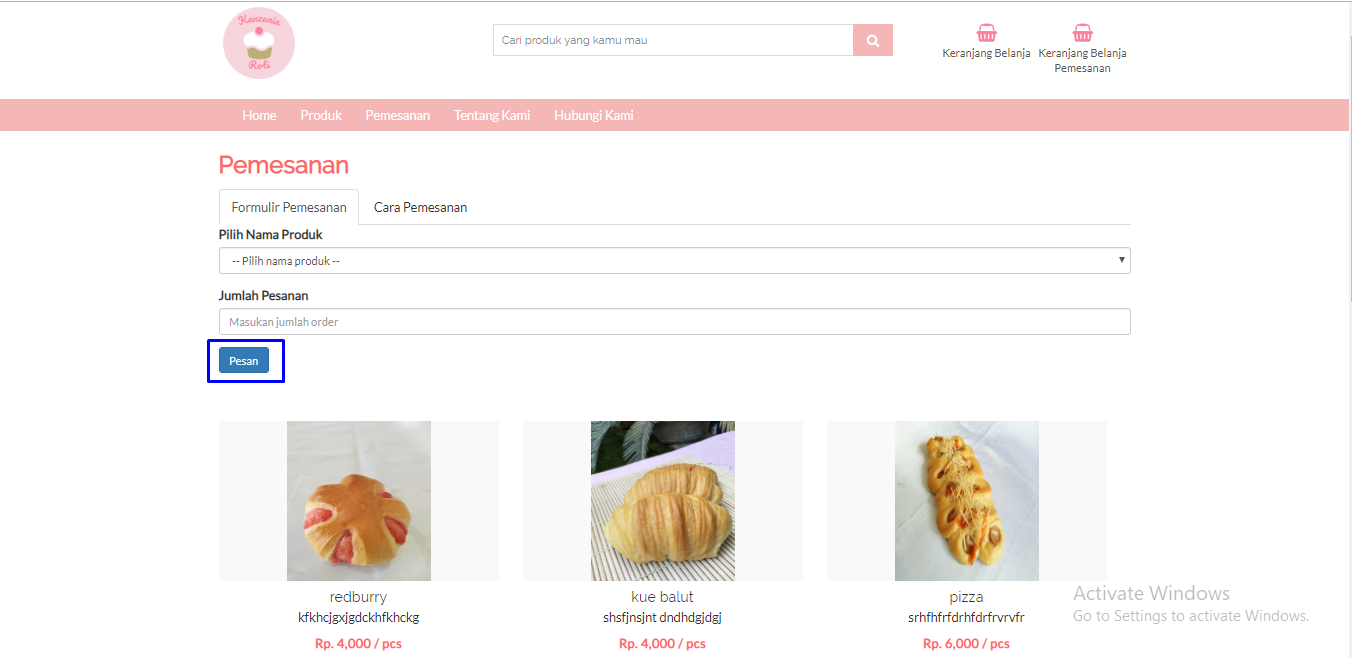 Kanzania
Roti
Cari produk yang kamu mau
Keranjang Belanja
Keranjang Belanja
Pemesanan
Home Produk Pemesanan Tentang Kami Hubungi Kami
Pemesanan
Formulir Pemesanan Cara Pemesanan
Pilih Nama Produk
-- Pilih nama produk --
Jumlah Pesanan
Masukan jumlah order
Pesan
redburry
kfkhcjgxjgdckhfkhckg
Rp. 4,000 / pcs
kue balut
shsfjnsjnt dndhdgjdgj
Rp. 4,000 / pcs
pizza
srhfhfrfdrhfdrfrvrvfr
Rp. 6,000 / pcs
Activate Windows
Go to Settings to activate Windows.